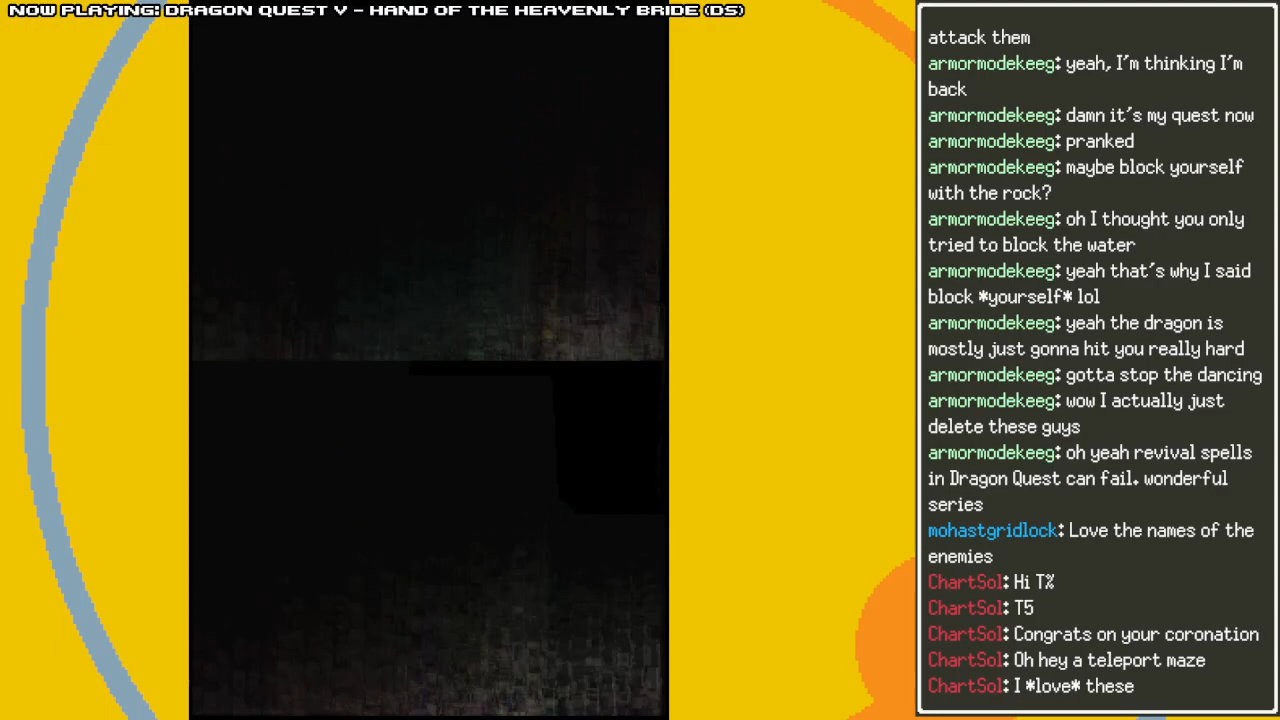 NOW PLAYING: DRAGON QUEST V - HAND OF THE HEAVENLY BRIDE (DS)
attack them
armormodekeeg: yeah, I'm thinking I'm
back
armormodekeeg: damn it's my quest now
armormodekeeg: pranked
armormodekeeg: maybe block yourself
with the rock?
armormodekeeg: oh I thought you only
tried to block the water
armormodekeeg: yeah that's why I said
block *yourself* lol
armormodekeeg: yeah the dragon is
mostly just gonna hit you really hard
armormodekeeg: gotta stop the dancing
armormodekeeg: wow I actually just
delete these guys
armormodekeeg: oh yeah revival spells
in Dragon Quest can fail. wonderful
series
mohastgridlock: Love the names of the
enemies
ChartSol: Hi T%
ChartSol: T5
ChartSol: Congrats on your coronation
ChartSol: Oh hey a teleport maze
ChartSol: I *love* these